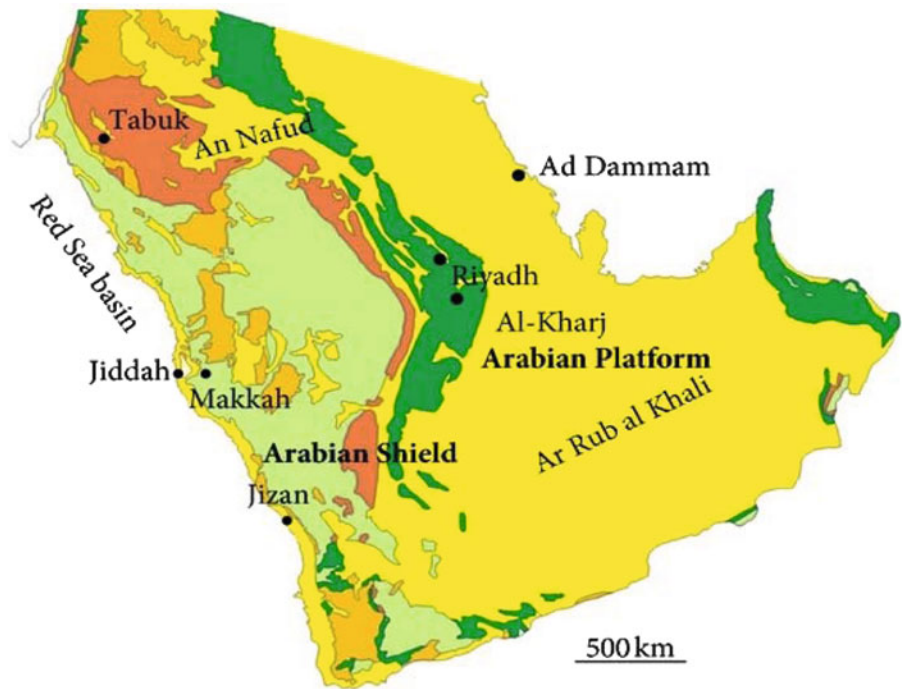 Tabuk
An Nafud
Ad Dammam
Red Sea basin
Riyadh
Al-Kharj
Arabian Platform
Jiddah
Makkah
Ar Rub al Khali
Arabian Shield
Jizan
500 km